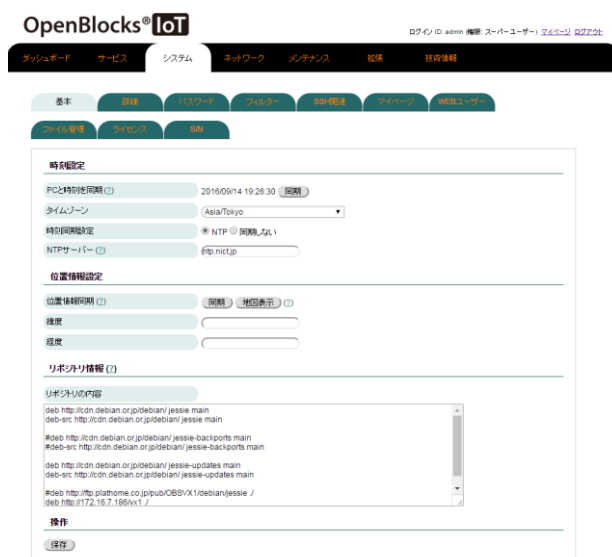 OpenBlocks® IoT
ログイン ID: admin (権限: スーパーユーザー) マイページ ログアウト
ダッシュボード サービス システム ネットワーク メンテナンス 拡張 技術情報
基本 詳細 パスワード フィルター SSH関連 マイページ WEBユーザー
ファイル管理 ライセンス S/N
時刻設定
PCと時刻を同期 (?) 2016/09/14 19:26:30 同期
タイムゾーン Asia/Tokyo
時刻同期設定 NTP 同期しない
NTPサーバー (?) ntp.nict.jp
位置情報設定
位置情報同期 (?) 同期 地図表示 (?)
緯度
経度
リポジトリ情報 (?)
リポジトリの内容
deb http://cdn.debian.or.jp/debian/ jessie main
deb-src http://cdn.debian.or.jp/debian/ jessie main
#deb http://cdn.debian.or.jp/debian/ jessie-backports main
#deb-src http://cdn.debian.or.jp/debian/ jessie-backports main
deb http://cdn.debian.or.jp/debian/ jessie-updates main
deb-src http://cdn.debian.or.jp/debian/ jessie-updates main
#deb http://ftp.plathome.co.jp/pub/OBSVX1/debian/jessie ./
deb http://172.16.7.186/vx1 ./
操作
保存